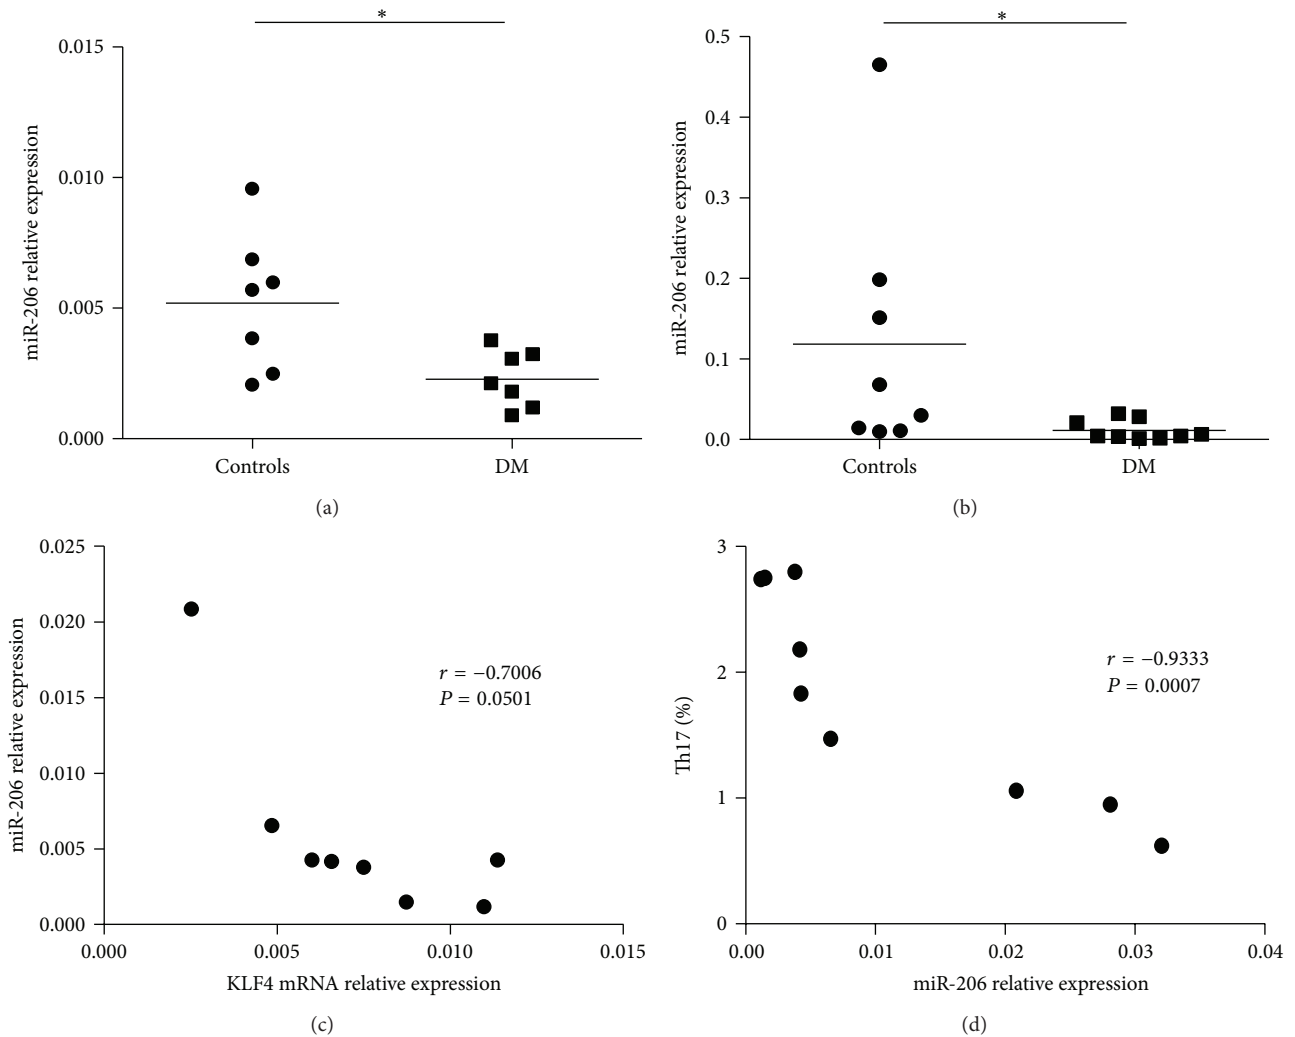 *
0.015
0.010
0.005
0.000
miR-206 relative expression
Controls
DM
(a)
*
0.5
0.4
0.3
0.2
0.1
0.0
miR-206 relative expression
Controls
DM
(b)
0.025
0.020
0.015
0.010
0.005
0.000
miR-206 relative expression
r = −0.7006
P = 0.0501
0.000
0.005
0.010
0.015
KLF4 mRNA relative expression
(c)
3
2
1
0
Th17 (%)
r = −0.9333
P = 0.0007
0.00
0.01
0.02
0.03
0.04
miR-206 relative expression
(d)